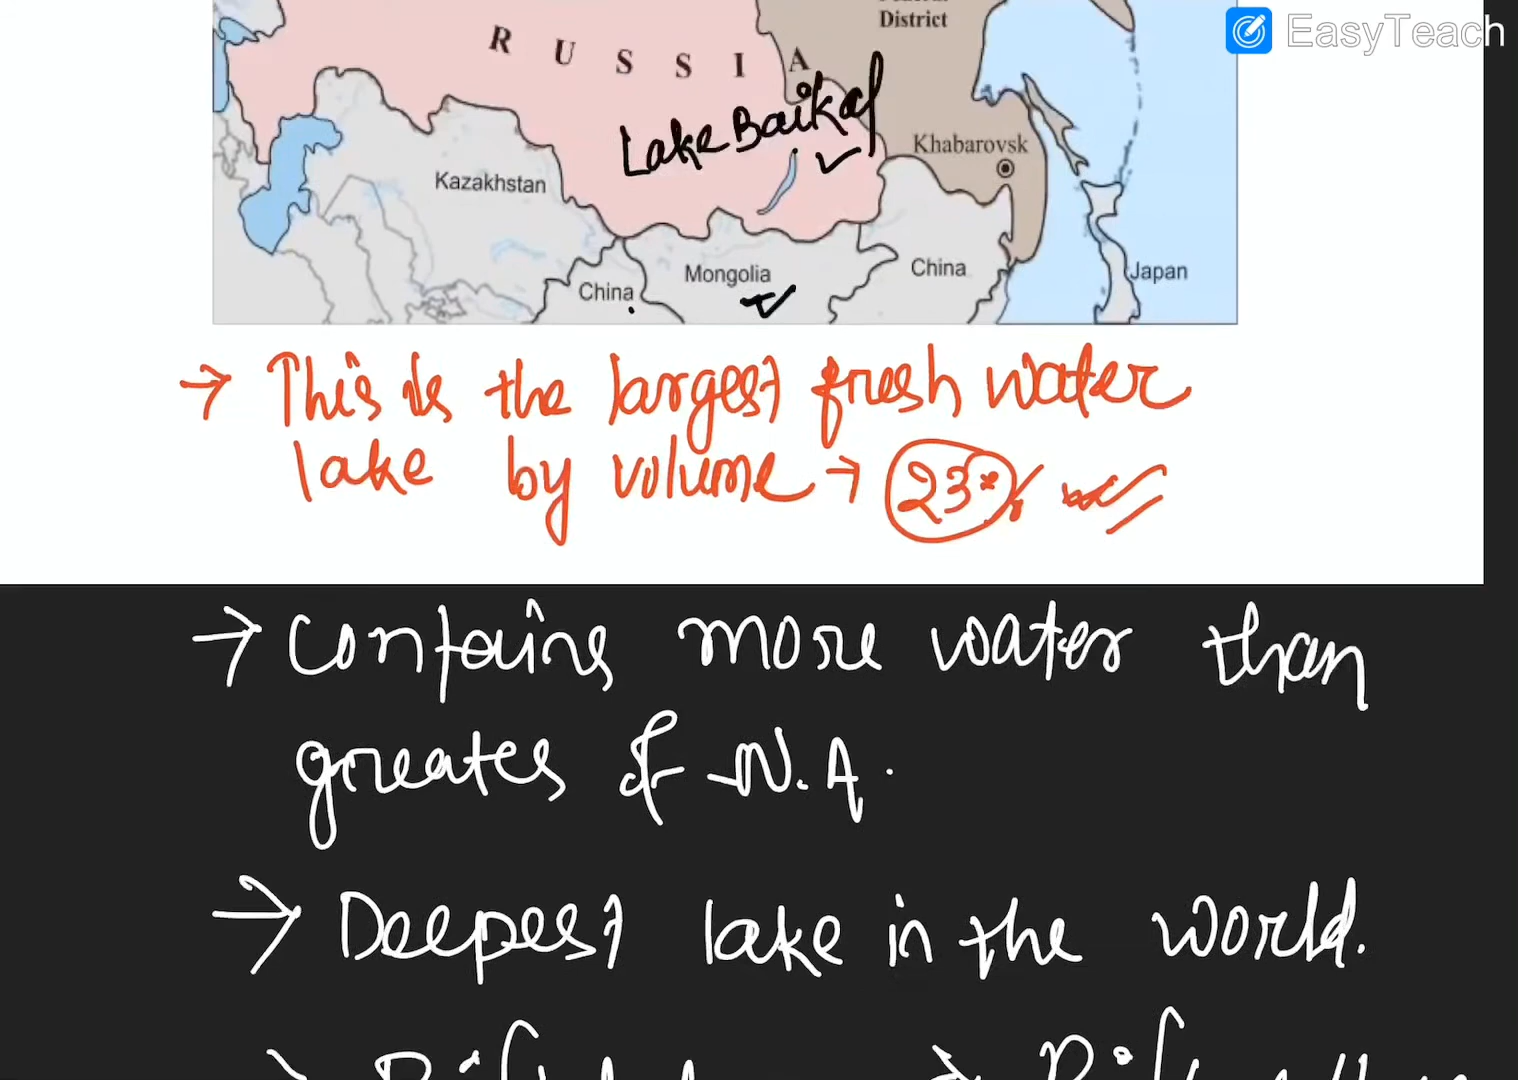 District
EasyTeach
RUSSIA
Lake Baikal
Khabarovsk
Kazakhstan
China
Mongolia
China
Japan
→ This is the largest fresh water
lake by volume → 23%
→ Contains more water than
greates of N.A.
→ Deepest lake in the world.